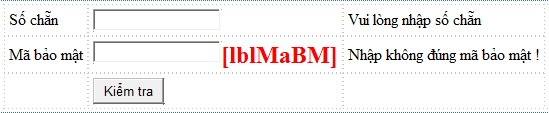 Số chẵn Vui lòng nhập số chẵn
Mã bảo mật [lblMaBM] Nhập không đúng mã bảo mật !
Kiểm tra